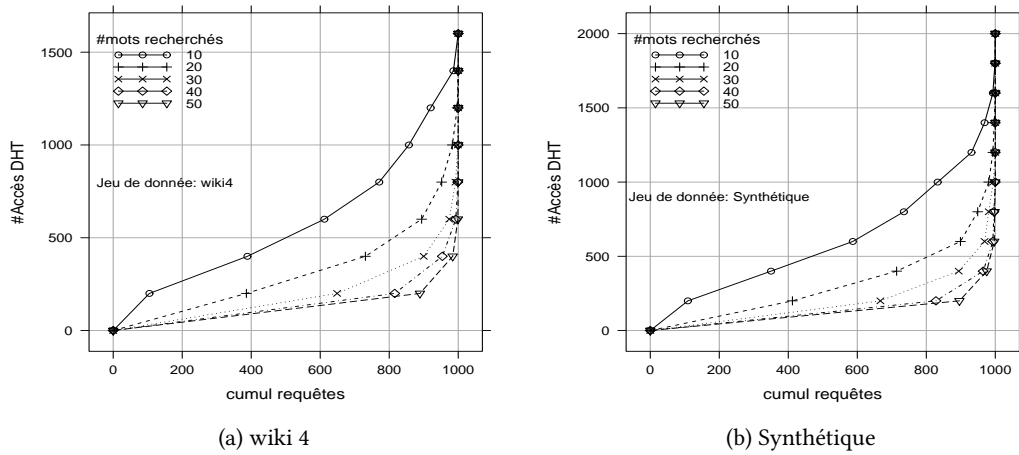 #mots recherchés
10
20
30
40
50
Jeu de donnée: wiki4
#Accès DHT
1500
1000
500
0
0 200 400 600 800 1000
cumul requêtes
(a) wiki 4
#mots recherchés
10
20
30
40
50
Jeu de donnée: Synthétique
#Accès DHT
2000
1500
1000
500
0
0 200 400 600 800 1000
cumul requêtes
(b) Synthétique